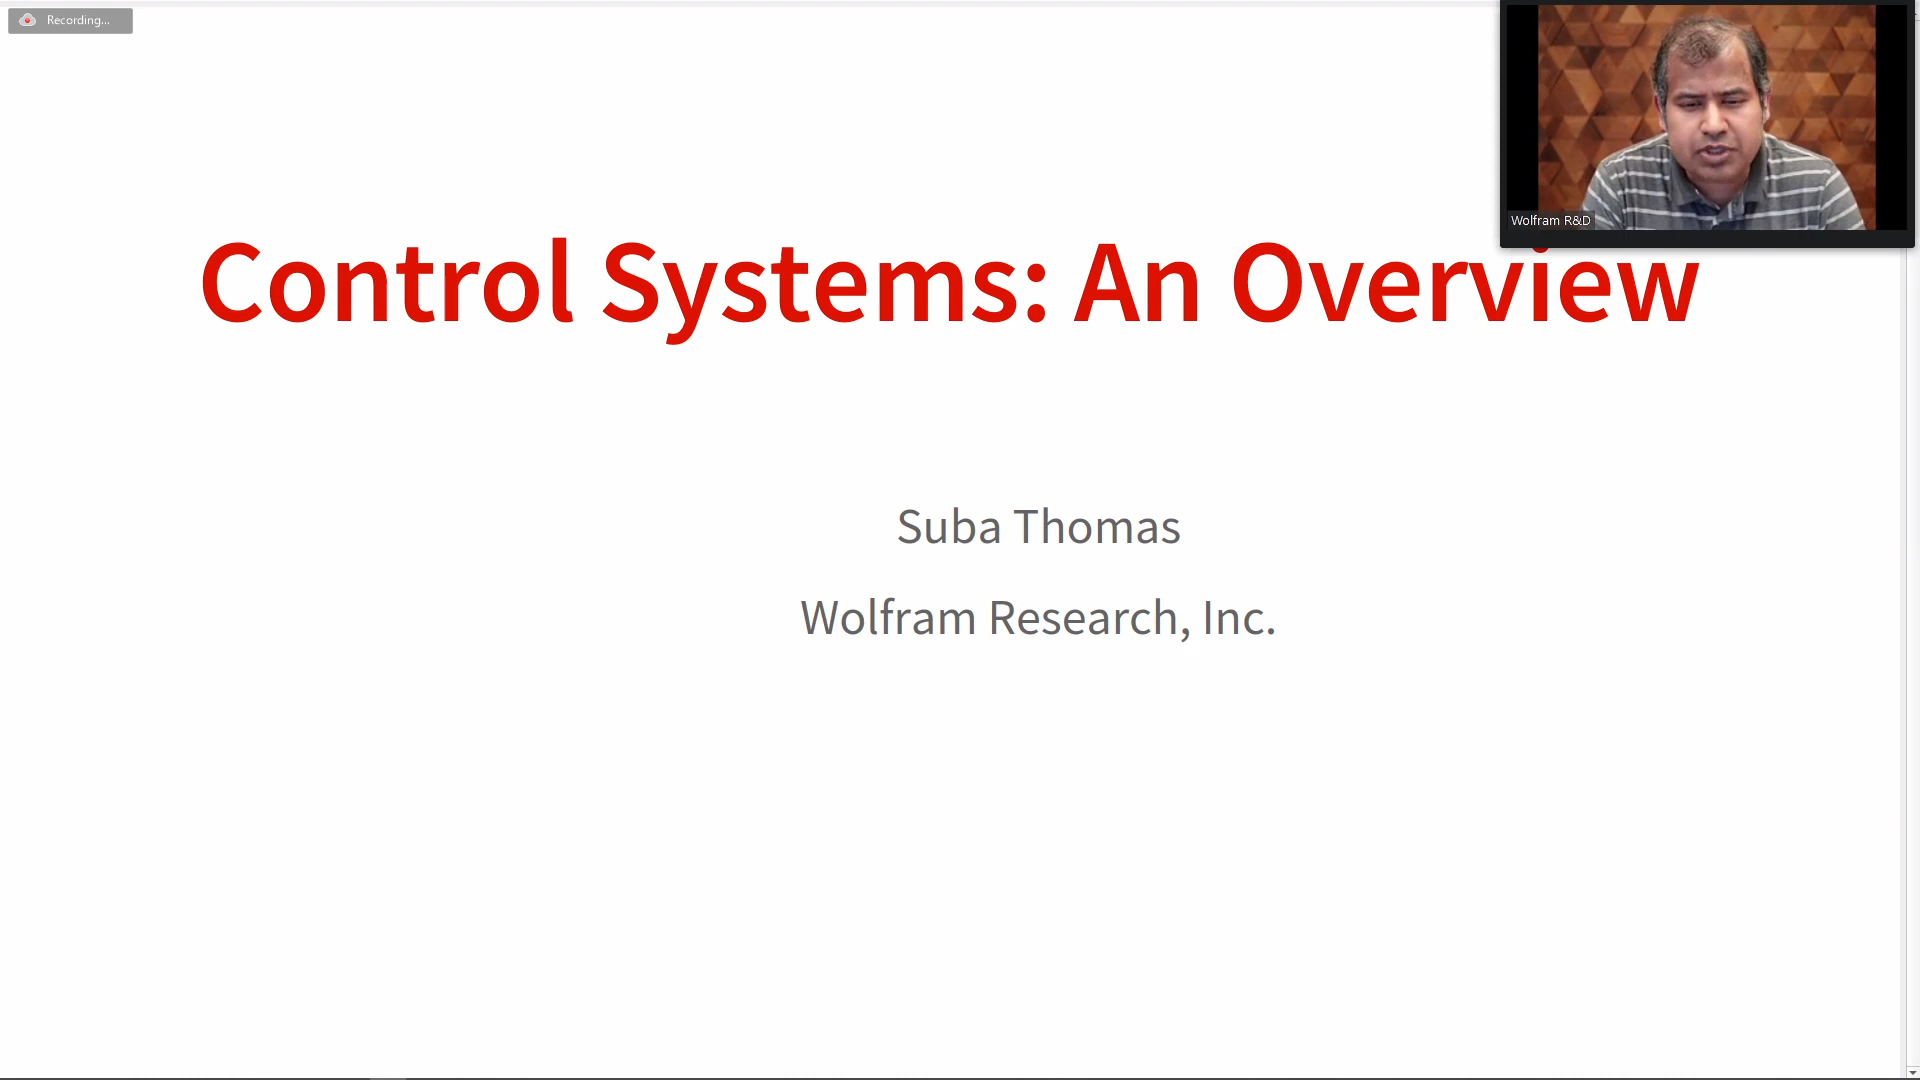 Recording...
Wolfram R&D
Control Systems: An Overview
Suba Thomas
Wolfram Research, Inc.